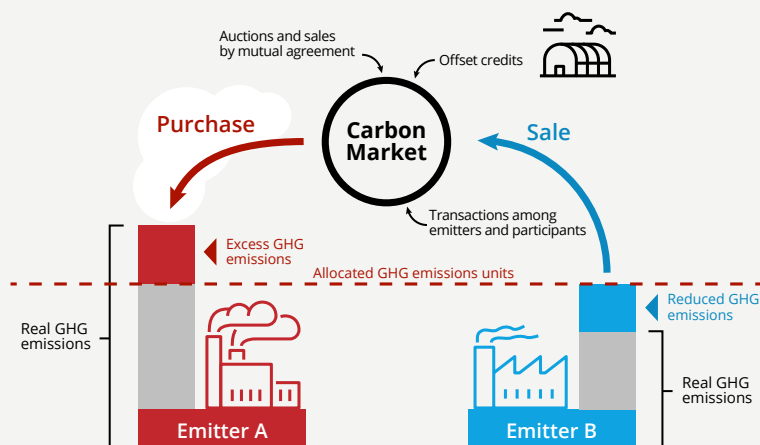 Auctions and sales
by mutual agreement
Offset credits
Purchase
Carbon
Market
Sale
Transactions among
emitters and participants
Excess GHG
emissions
Allocated GHG emissions units
Reduced GHG
emissions
Real GHG
emissions
Real GHG
emissions
Emitter A
Emitter B